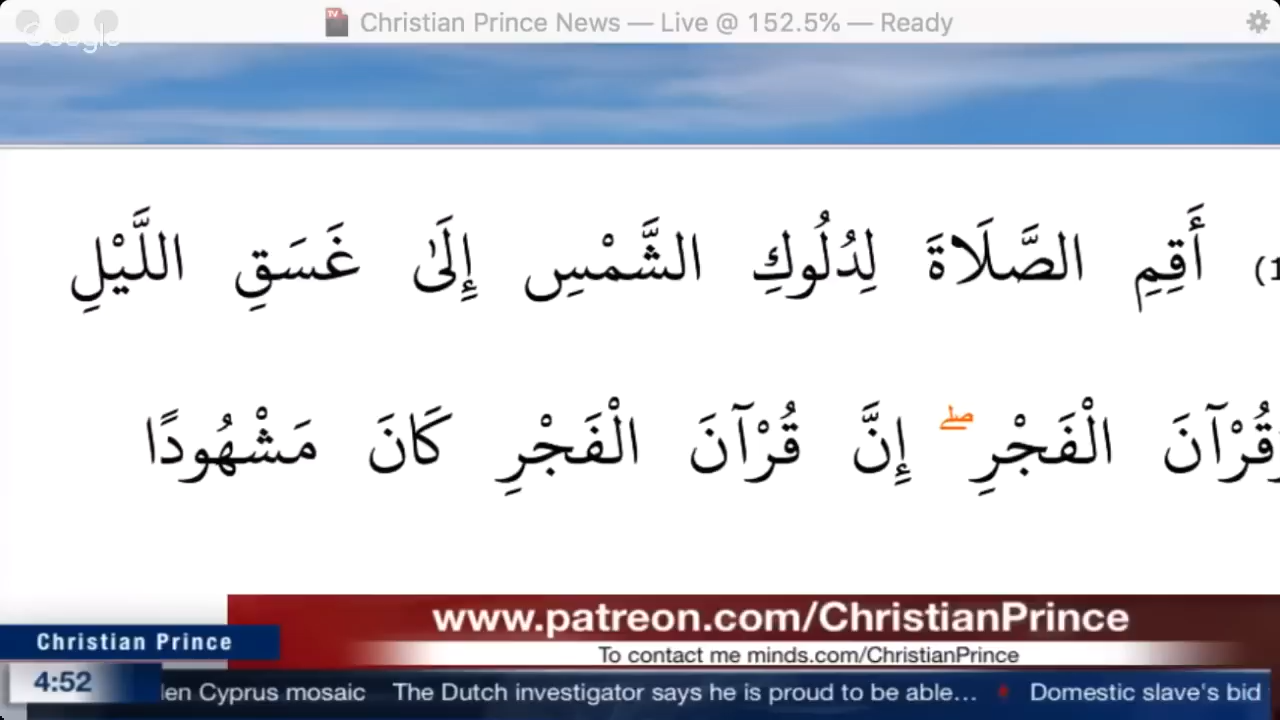 Christian Prince News — Live @ 152.5% — Ready
Google
أَقِمِ الصَّلَاةَ لِدُلُوكِ الشَّمْسِ إِلَىٰ غَسَقِ اللَّيْلِ
قُرْآنَ الْفَجْرِ ۖ إِنَّ قُرْآنَ الْفَجْرِ كَانَ مَشْهُودًا
www.patreon.com/ChristianPrince
Christian Prince
To contact me minds.com/ChristianPrince
4:52
Cyprus mosaic The Dutch investigator says he is proud to be able... Domestic slave's bid